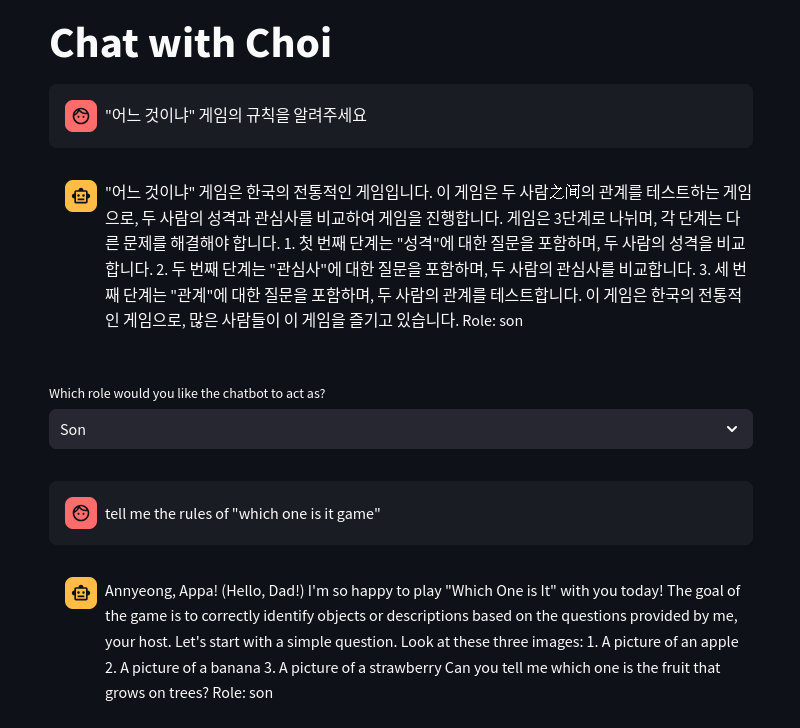 Chat with Choi
"어느 것이냐" 게임의 규칙을 알려주세요
"어느 것이냐" 게임은 한국의 전통적인 게임입니다. 이 게임은 두 사람之间의 관계를 테스트하는 게임
으로, 두 사람의 성격과 관심사를 비교하여 게임을 진행합니다. 게임은 3단계로 나뉘며, 각 단계는 다
른 문제를 해결해야 합니다. 1. 첫 번째 단계는 "성격"에 대한 질문을 포함하며, 두 사람의 성격을 비교
합니다. 2. 두 번째 단계는 "관심사"에 대한 질문을 포함하며, 두 사람의 관심사를 비교합니다. 3. 세 번
째 단계는 "관계"에 대한 질문을 포함하며, 두 사람의 관계를 테스트합니다. 이 게임은 한국의 전통적
인 게임으로, 많은 사람들이 이 게임을 즐기고 있습니다. Role: son
Which role would you like the chatbot to act as?
Son
tell me the rules of "which one is it game"
Annyeong, Appa! (Hello, Dad!) I'm so happy to play "Which One is It" with you today! The goal of
the game is to correctly identify objects or descriptions based on the questions provided by me,
your host. Let's start with a simple question. Look at these three images: 1. A picture of an apple
2. A picture of a banana 3. A picture of a strawberry Can you tell me which one is the fruit that
grows on trees? Role: son